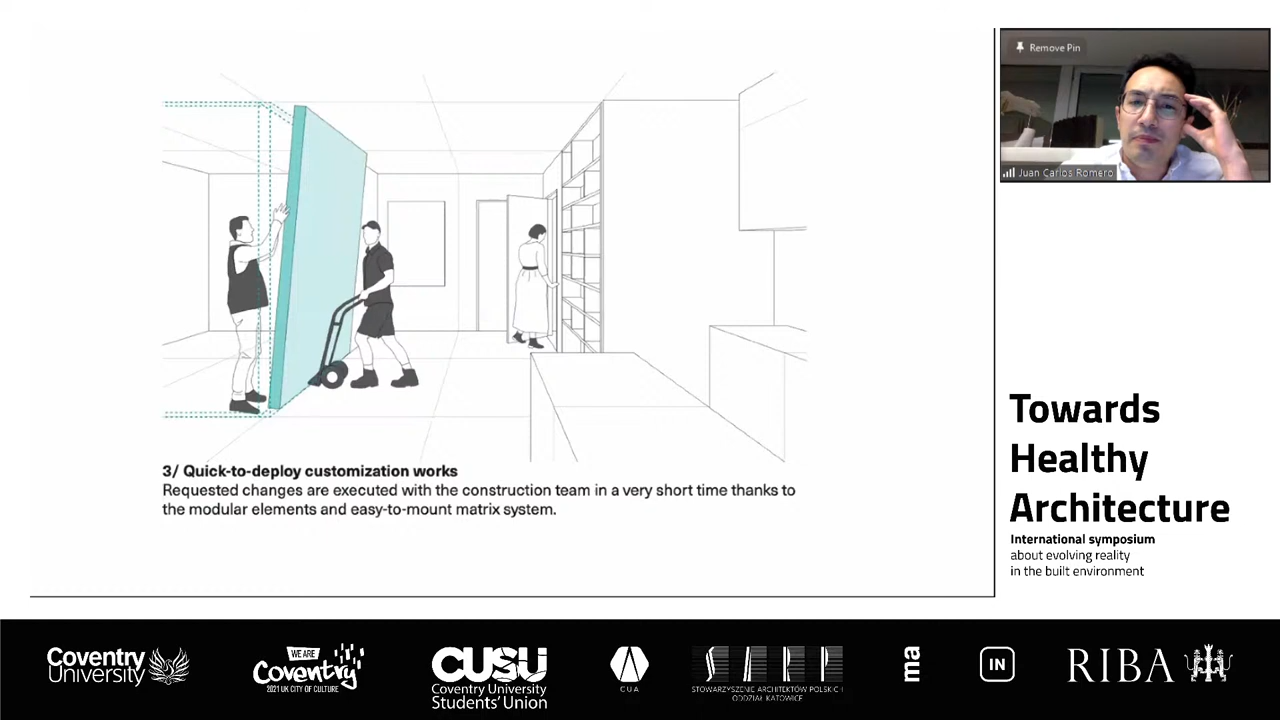 3/ Quick-to-deploy customization works
Requested changes are executed with the construction team in a very short time thanks to
the modular elements and easy-to-mount matrix system.
Remove Pin
Juan Carlos Romero
Towards
Healthy
Architecture
International symposium
about evolving reality
in the built environment
Coventry
University
WE ARE
Coventry
2021 UK CITY OF CULTURE
CUSU
Coventry University
Students' Union
CUA
SARP
STOWARZYSZENIE ARCHITEKTÓW POLSKICH
ODDZIAŁ KATOWICE
ma
IN
RIBA